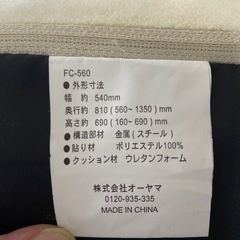 FC-560
● 外形寸法
幅 約 540mm
奥行約 810 (560~1350) mm
高さ約 690 (160~690) mm
● 構造部材 金属(スチール)
● 貼り材 ポリエステル100%
● クッション材 ウレタンフォーム
株式会社オーヤマ
0120-935-335
MADE IN CHINA